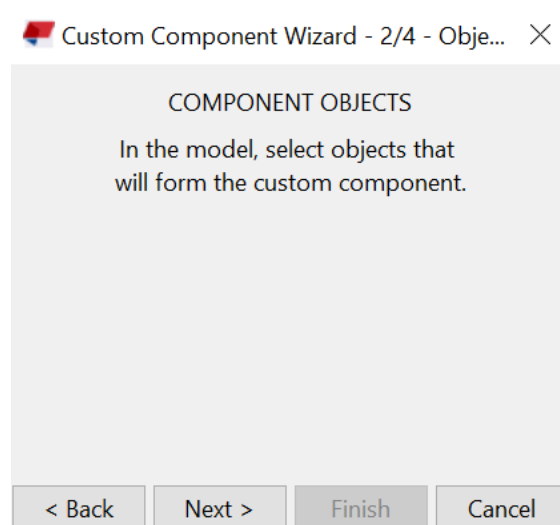 Custom Component Wizard - 2/4 - Obje...
COMPONENT OBJECTS
In the model, select objects that
will form the custom component.
< Back Next > Finish Cancel